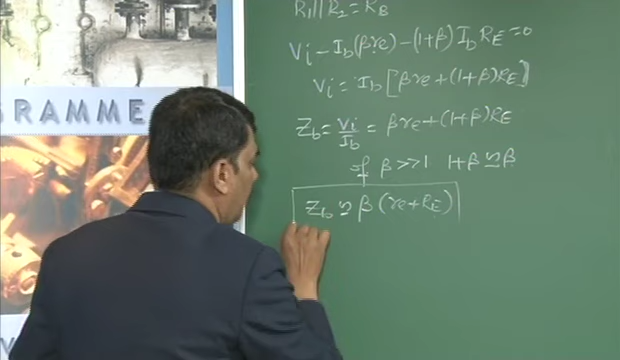 R1||R2 = RB
Vi - Ib(βre) - (1+β) Ib RE = 0
Vi = Ib [βre + (1+β)RE]
Zb = Vi/Ib = βre + (1+β)RE
if β >> 1 1+β ≃ β
Zb ≃ β (re + RE)
GRAMME